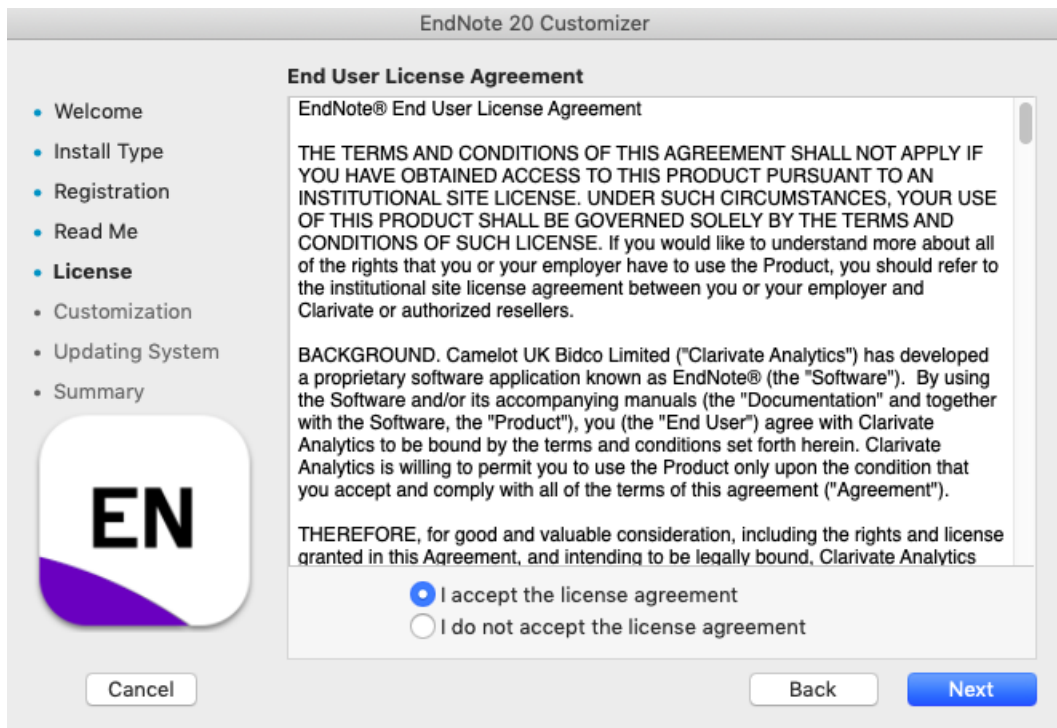 EndNote 20 Customizer
End User License Agreement
• Welcome
• Install Type
• Registration
• Read Me
• License
• Customization
• Updating System
• Summary
EN
EndNote® End User License Agreement
THE TERMS AND CONDITIONS OF THIS AGREEMENT SHALL NOT APPLY IF
YOU HAVE OBTAINED ACCESS TO THIS PRODUCT PURSUANT TO AN
INSTITUTIONAL SITE LICENSE. UNDER SUCH CIRCUMSTANCES, YOUR USE
OF THIS PRODUCT SHALL BE GOVERNED SOLELY BY THE TERMS AND
CONDITIONS OF SUCH LICENSE. If you would like to understand more about all
of the rights that you or your employer have to use the Product, you should refer to
the institutional site license agreement between you or your employer and
Clarivate or authorized resellers.
BACKGROUND. Camelot UK Bidco Limited ("Clarivate Analytics") has developed
a proprietary software application known as EndNote® (the "Software").  By using
the Software and/or its accompanying manuals (the "Documentation" and together
with the Software, the "Product"), you (the "End User") agree with Clarivate
Analytics to be bound by the terms and conditions set forth herein. Clarivate
Analytics is willing to permit you to use the Product only upon the condition that
you accept and comply with all of the terms of this agreement ("Agreement").
THEREFORE, for good and valuable consideration, including the rights and license
granted in this Agreement, and intending to be legally bound, Clarivate Analytics
I accept the license agreement
I do not accept the license agreement
Cancel
Back
Next